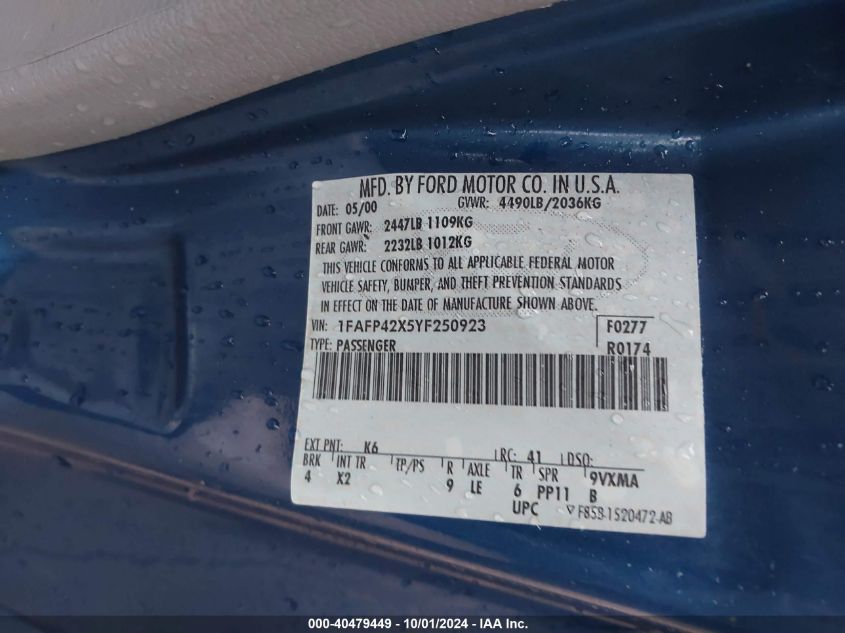 MFD. BY FORD MOTOR CO. IN U.S.A.
DATE: 05/00 GVWR: 4490LB/2036KG
FRONT GAWR: 2447LB 1109KG
REAR GAWR: 2232LB 1012KG
THIS VEHICLE CONFORMS TO ALL APPLICABLE FEDERAL MOTOR
VEHICLE SAFETY, BUMPER, AND THEFT PREVENTION STANDARDS
IN EFFECT ON THE DATE OF MANUFACTURE SHOWN ABOVE.
VIN: 1FAFP42X5YF250923 F0277
TYPE: PASSENGER R0174
EXT PNT: K6 RC: 41 DSO:
BRK INT TR TP/PS R AXLE TR SPR 9VXMA
4 X2 9 LE 6 PP11 B
UPC F85B-1520472-AB
000-40479449 - 10/01/2024 - IAA Inc.